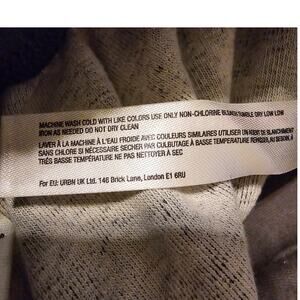 MACHINE WASH COLD WITH LIKE COLORS USE ONLY NON-CHLORINE TUMBLE DRY LOW LOW
IRON AS NEEDED DO NOT DRY CLEAN
LAVER À LA MACHINE À L'EAU FROIDE AVEC COULEURS SIMILAIRES UTILISER UN AGENT DE BLANCHIMENT
SANS CHLORE SI NÉCESSAIRE SECHER PAR CULBUTAGE À BASSE TEMPÉRATURE AU BESOIN, À
TRÈS BASSE TEMPÉRATURE NE PAS NETTOYER À SEC
For EU: URBN UK Ltd. 146 Brick Lane, London E1 6RU